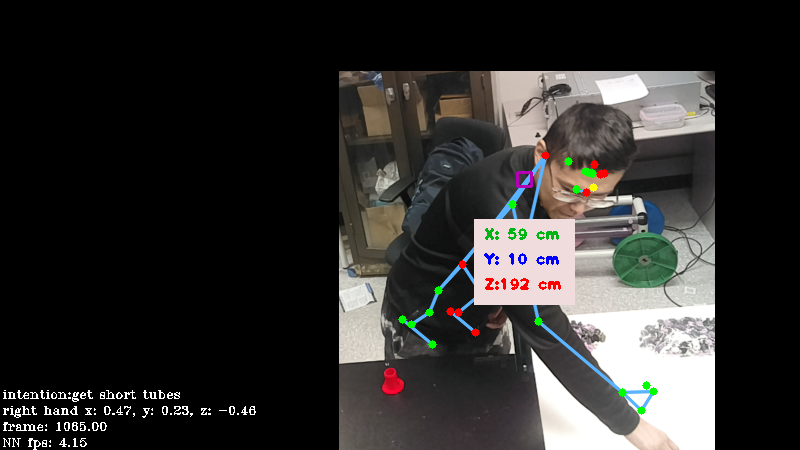 X: 59 cm
Y: 10 cm
Z:192 cm
intention:get short tubes
right hand x: 0.47, y: 0.23, z: −0.46
frame: 1065.00
NN fps: 4.15